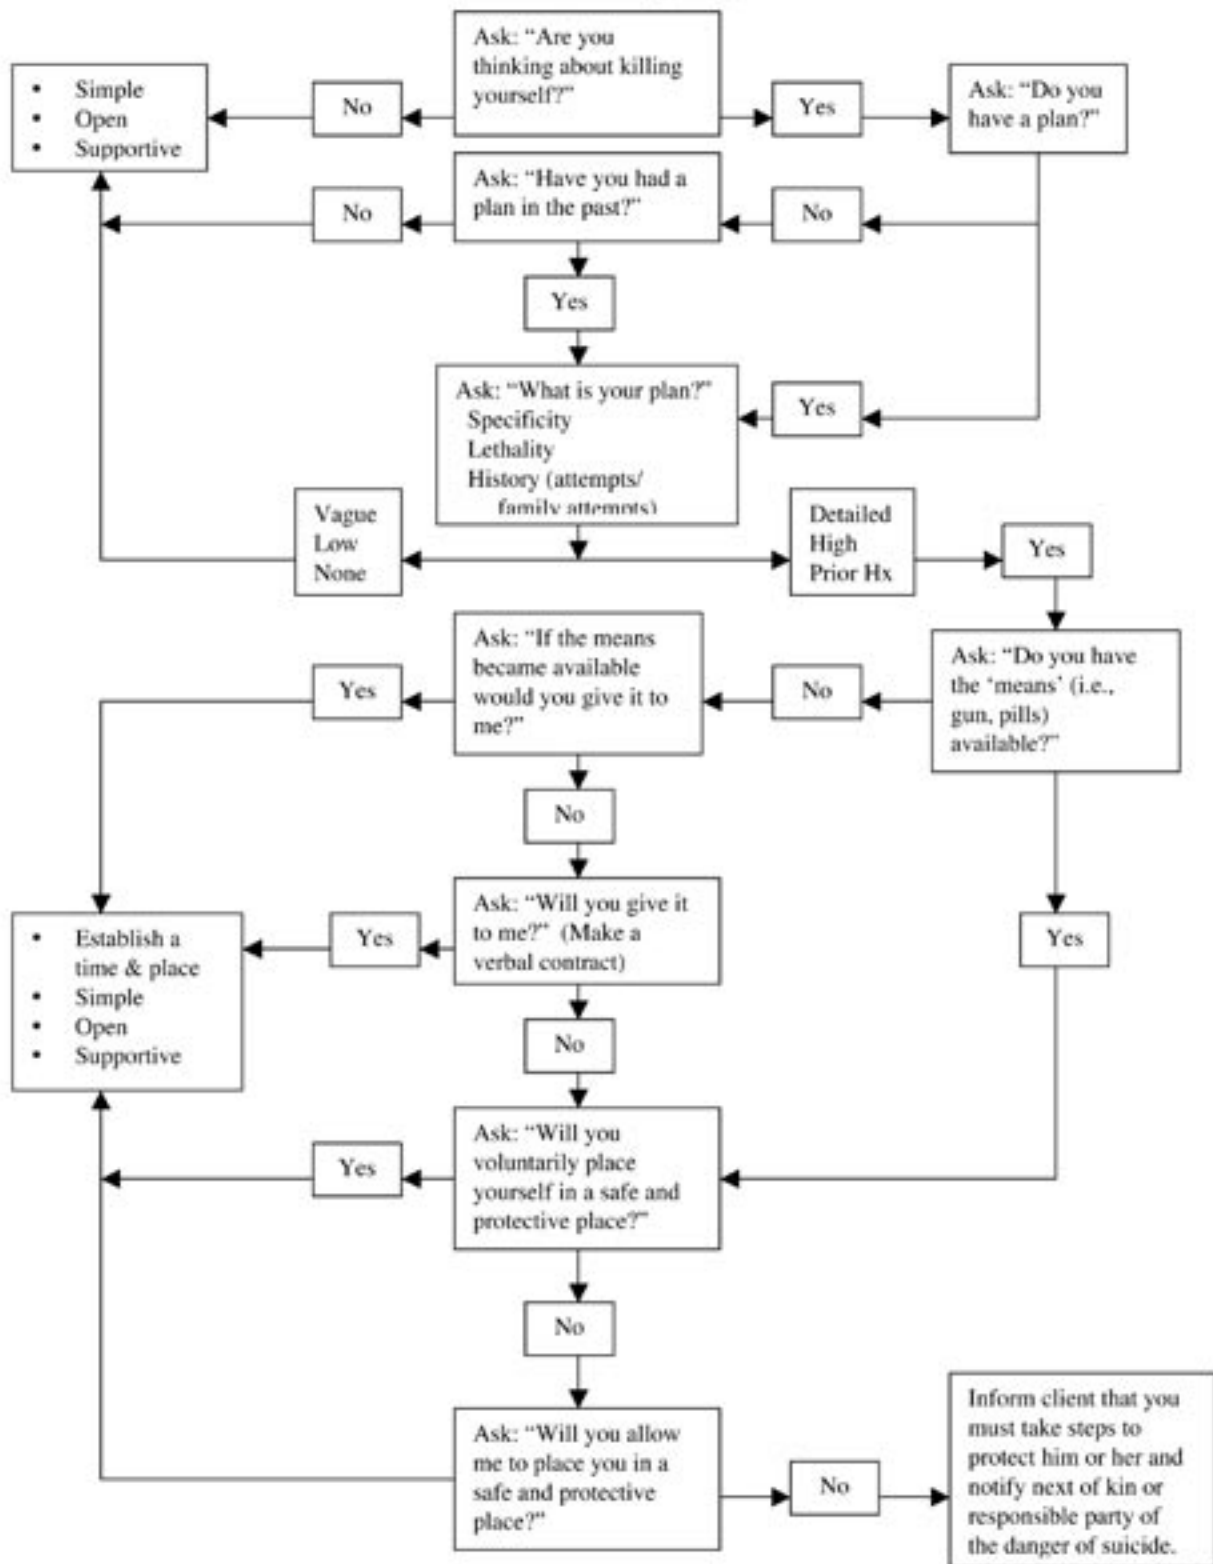 Ask: “Are you
thinking about killing
yourself?”
• Simple
• Open
• Supportive
No
Yes
Ask: “Do you
have a plan?”
Ask: “Have you had a
plan in the past?”
No
No
Yes
Ask: “What is your plan?”
Specificity
Lethality
History (attempts/
family attempts)
Yes
Vague
Low
None
Detailed
High
Prior Hx
Yes
Ask: “If the means
became available
would you give it to
me?”
Yes
No
Ask: “Do you have
the ‘means’ (i.e.,
gun, pills)
available?”
No
Ask: “Will you give it
to me?” (Make a
verbal contract)
Yes
Yes
• Establish a
time & place
• Simple
• Open
• Supportive
No
Ask: “Will you
voluntarily place
yourself in a safe and
protective place?”
Yes
No
Ask: “Will you allow
me to place you in a
safe and protective
place?”
No
Inform client that you
must take steps to
protect him or her and
notify next of kin or
responsible party of
the danger of suicide.